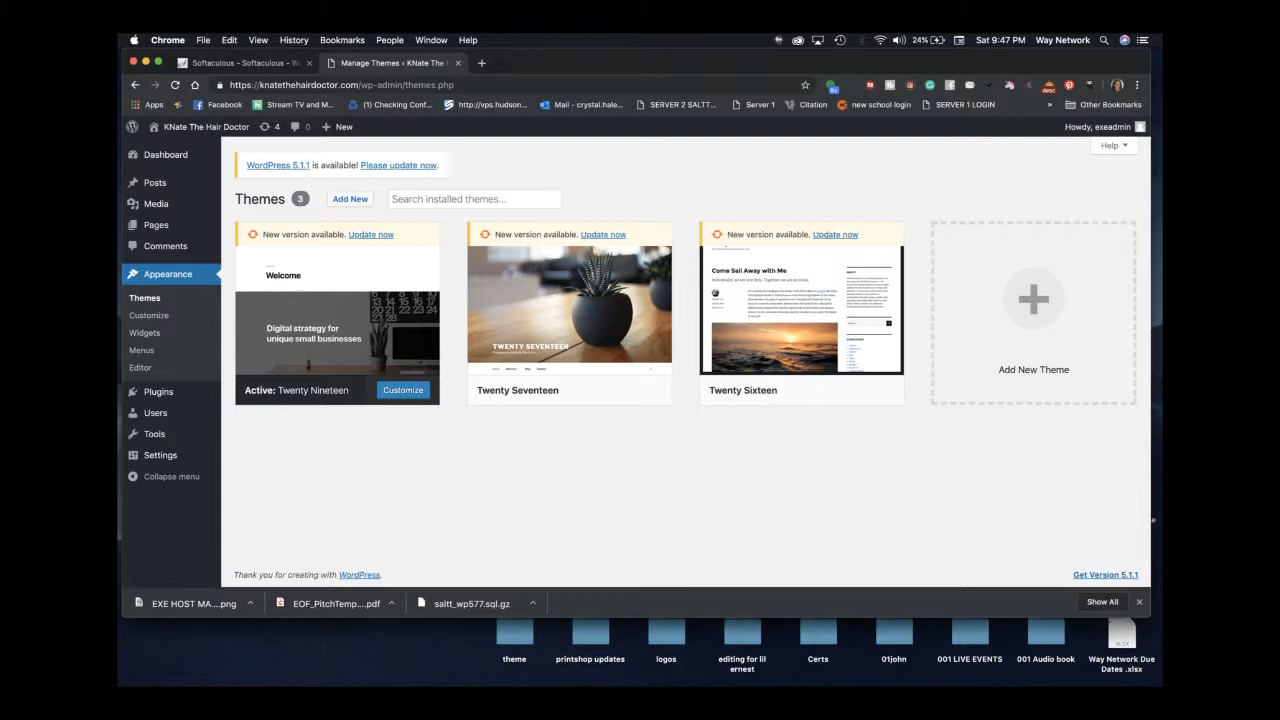 Chrome File Edit View History Bookmarks People Window Help
24% Sat 9:47 PM Way Network
Softaculous - Softaculous - W
Manage Themes ‹ KNate The H
https://knatethehairdoctor.com/wp-admin/themes.php
Apps Facebook Stream TV and M... (1) Checking Conf... http://vps.hudson... Mail - crystal.hale... SERVER 2 SALTT... Server 1 Citation new school login SERVER 1 LOGIN » Other Bookmarks
KNate The Hair Doctor 4 0 New Howdy, exeadmin
Help
Dashboard
Posts
Media
Pages
Comments
Appearance
Themes
Customize
Widgets
Menus
Editor
Plugins
Users
Tools
Settings
Collapse menu
WordPress 5.1.1 is available! Please update now.
Themes 3 Add New Search installed themes...
New version available. Update now
Welcome
Digital strategy for
unique small businesses
Active: Twenty Nineteen Customize
New version available. Update now
TWENTY SEVENTEEN
Twenty Seventeen
New version available. Update now
Come Sail Away with Me
Twenty Sixteen
Add New Theme
Thank you for creating with WordPress.
Get Version 5.1.1
EXE HOST MA....png EOF_PitchTemp....pdf saltt_wp577.sql.gz Show All
theme
printshop updates
logos
editing for lil
ernest
Certs
01john
001 LIVE EVENTS
001 Audio book
XLSX
Way Network Due
Dates .xlsx